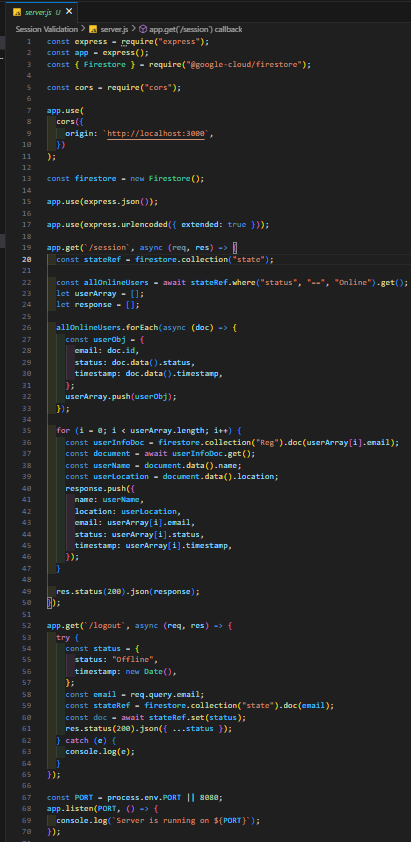 server.js U X
Session Validation > server.js > app.get('/session') callback
1 const express = require("express");
2 const app = express();
3 const { Firestore } = require("@google-cloud/firestore");
4
5 const cors = require("cors");
6
7 app.use(
8 cors({
9 origin: `http://localhost:3000`,
10 })
11 );
12
13 const firestore = new Firestore();
14
15 app.use(express.json());
16
17 app.use(express.urlencoded({ extended: true }));
18
19 app.get(`/session`, async (req, res) => {
20 const stateRef = firestore.collection("state");
21
22 const allOnlineUsers = await stateRef.where("status", "==", "Online").get();
23 let userArray = [];
24 let response = [];
25
26 allOnlineUsers.forEach(async (doc) => {
27 const userObj = {
28 email: doc.id,
29 status: doc.data().status,
30 timestamp: doc.data().timestamp,
31 };
32 userArray.push(userObj);
33 });
34
35 for (i = 0; i < userArray.length; i++) {
36 const userInfoDoc = firestore.collection("Reg").doc(userArray[i].email);
37 const document = await userInfoDoc.get();
38 const userName = document.data().name;
39 const userLocation = document.data().location;
40 response.push({
41 name: userName,
42 location: userLocation,
43 email: userArray[i].email,
44 status: userArray[i].status,
45 timestamp: userArray[i].timestamp,
46 });
47 }
48
49 res.status(200).json(response);
50 });
51
52 app.get(`/logout`, async (req, res) => {
53 try {
54 const status = {
55 status: "Offline",
56 timestamp: new Date(),
57 };
58 const email = req.query.email;
59 const stateRef = firestore.collection("state").doc(email);
60 const doc = await stateRef.set(status);
61 res.status(200).json({ ...status });
62 } catch (e) {
63 console.log(e);
64 }
65 });
66
67 const PORT = process.env.PORT || 8080;
68 app.listen(PORT, () => {
69 console.log(`Server is running on ${PORT}`);
70 });
71